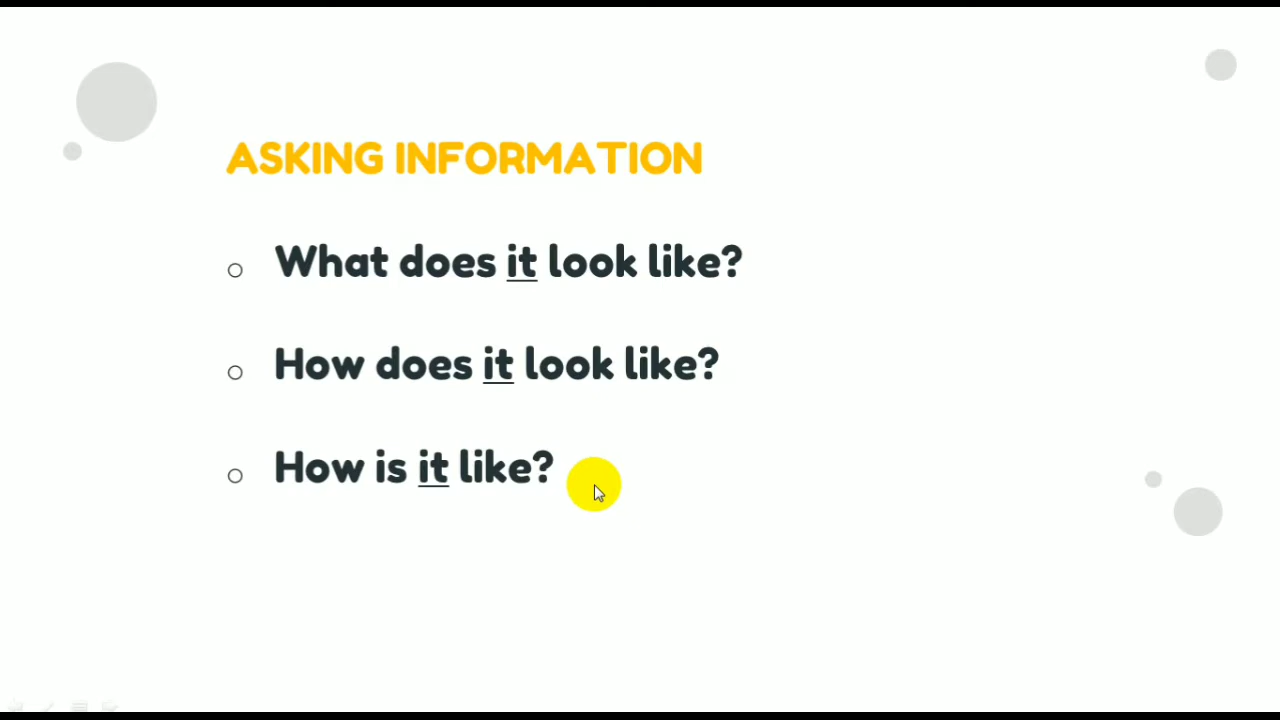 ASKING INFORMATION
What does it look like?
How does it look like?
How is it like?